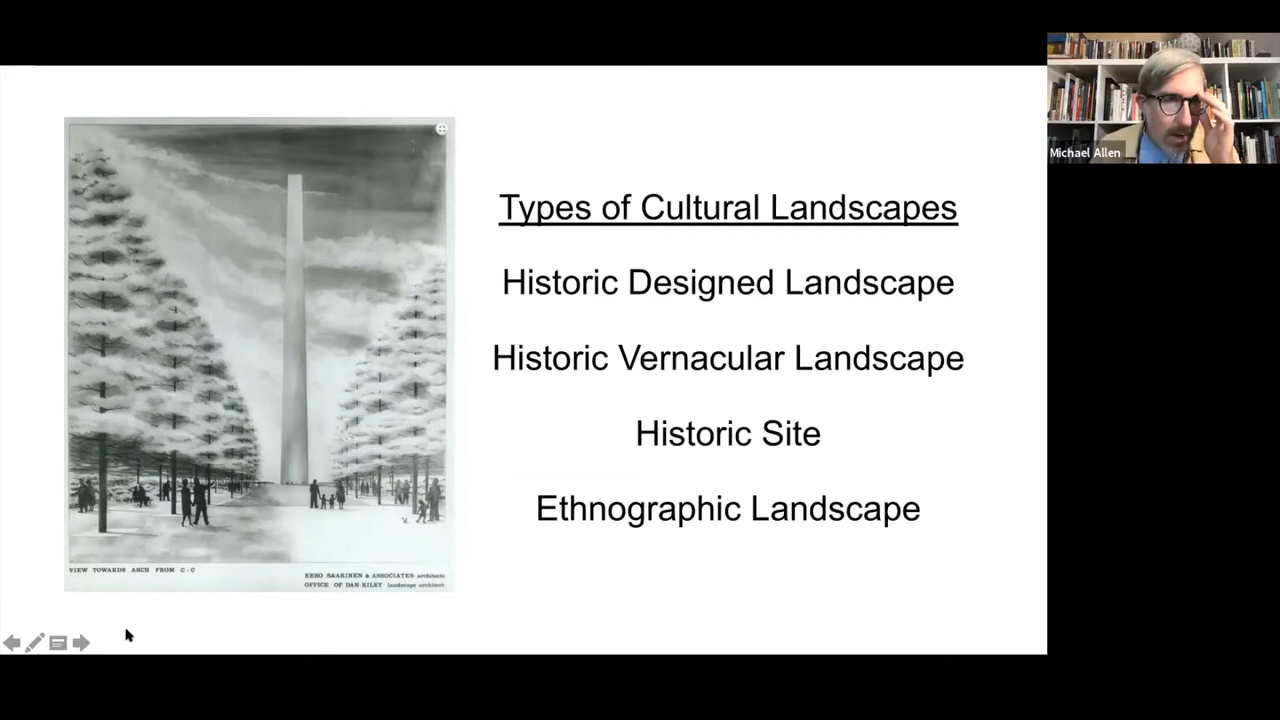 Types of Cultural Landscapes
Historic Designed Landscape
Historic Vernacular Landscape
Historic Site
Ethnographic Landscape
VIEW TOWARDS ARCH FROM C-C
EERO SAARINEN & ASSOCIATES · architects
OFFICE OF DAN KILEY · landscape architect
Michael Allen